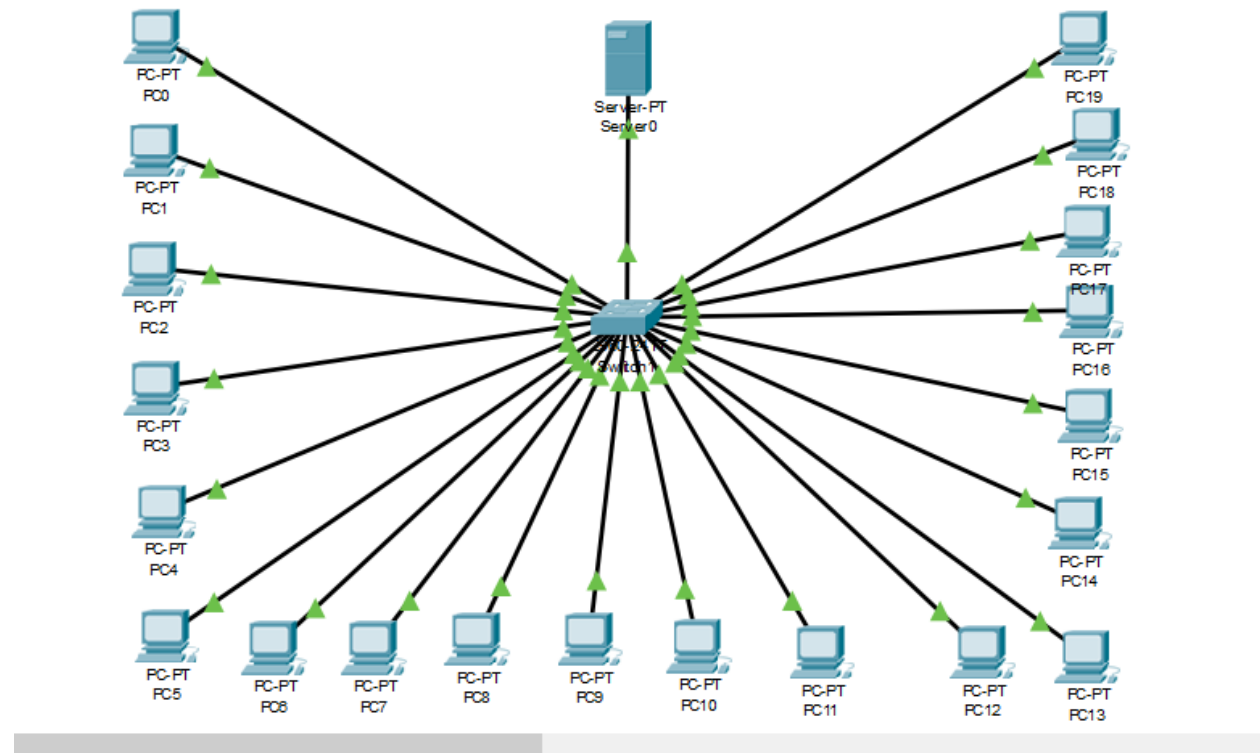 PC-PT
PC0
PC-PT
PC1
PC-PT
PC2
PC-PT
PC3
PC-PT
PC4
PC-PT
PC5
PC-PT
PC6
PC-PT
PC7
PC-PT
PC8
PC-PT
PC9
PC-PT
PC10
PC-PT
PC11
PC-PT
PC12
PC-PT
PC13
PC-PT
PC14
PC-PT
PC15
PC-PT
PC16
PC-PT
PC17
PC-PT
PC18
PC-PT
PC19
Server-PT
Server0
Switch1